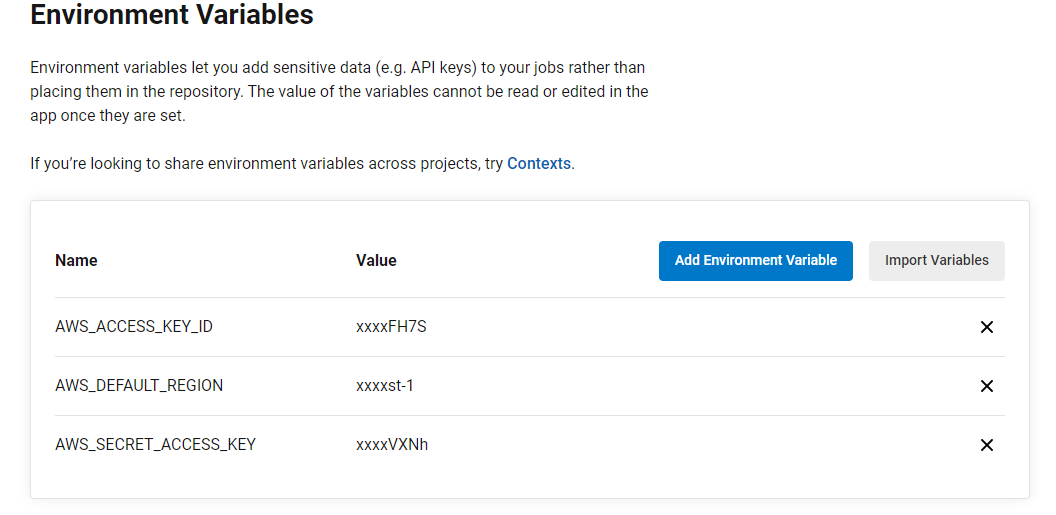 Environment Variables
Environment variables let you add sensitive data (e.g. API keys) to your jobs rather than
placing them in the repository. The value of the variables cannot be read or edited in the
app once they are set.
If you’re looking to share environment variables across projects, try Contexts.
Name Value Add Environment Variable Import Variables
AWS_ACCESS_KEY_ID xxxxFH7S
AWS_DEFAULT_REGION xxxxst-1
AWS_SECRET_ACCESS_KEY xxxxVXNh